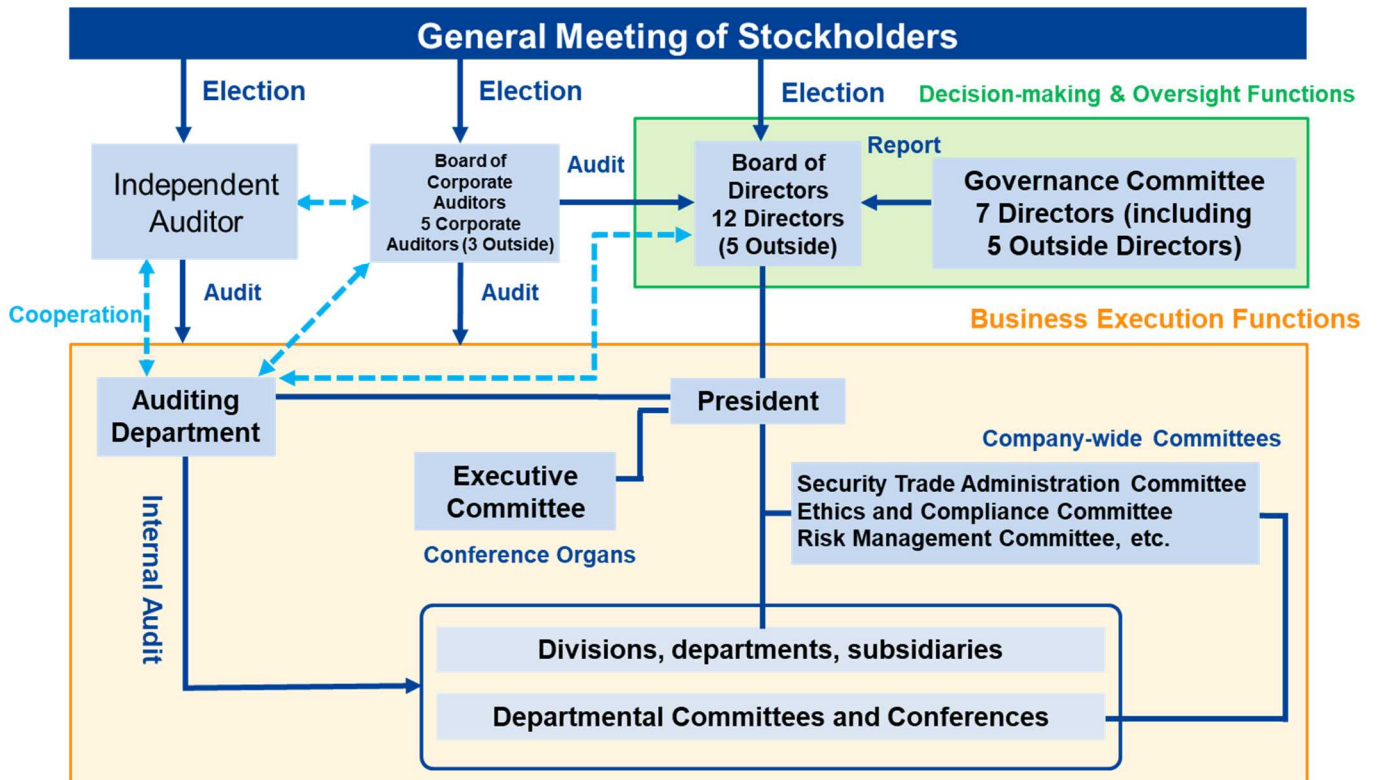 General Meeting of Stockholders
Election
Election
Election
Decision-making & Oversight Functions
Independent
Auditor
Board of
Corporate
Auditors
5 Corporate
Auditors (3 Outside)
Audit
Board of
Directors
12 Directors
(5 Outside)
Report
Governance Committee
7 Directors (including
5 Outside Directors)
Cooperation
Audit
Audit
Business Execution Functions
Auditing
Department
President
Company-wide Committees
Executive
Committee
Conference Organs
Security Trade Administration Committee
Ethics and Compliance Committee
Risk Management Committee, etc.
Internal Audit
Divisions, departments, subsidiaries
Departmental Committees and Conferences